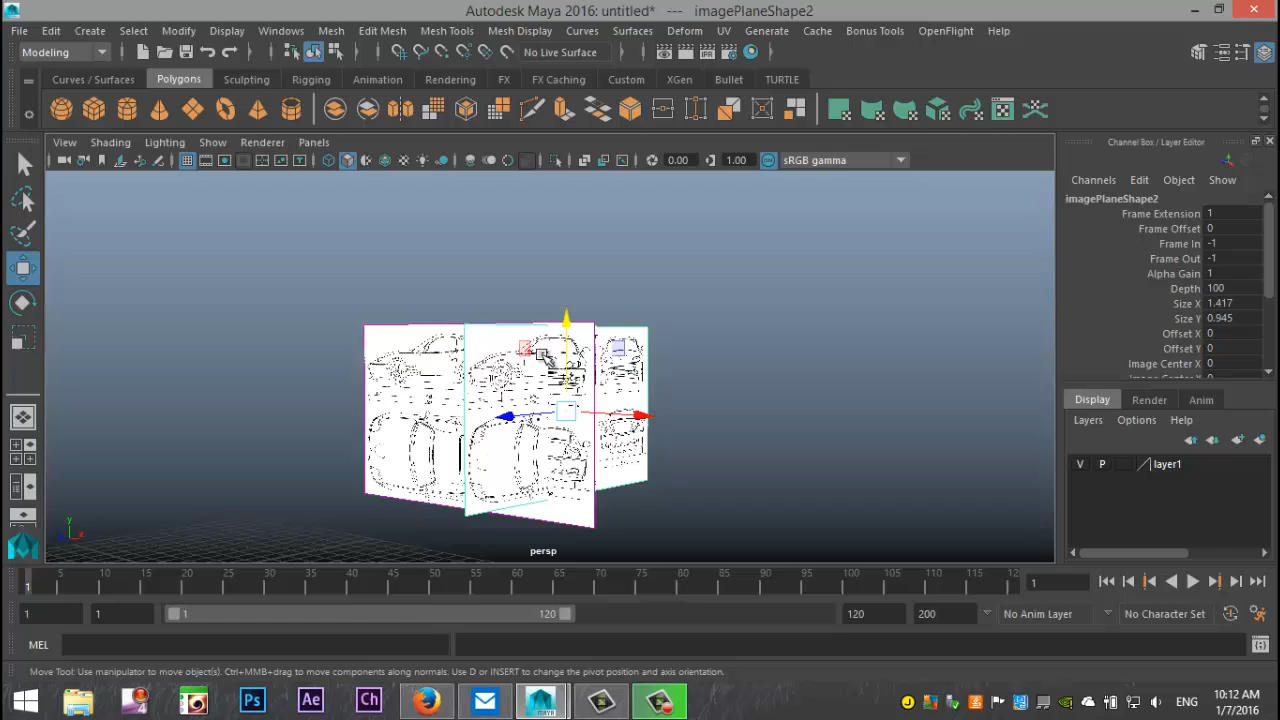 Autodesk Maya 2016: untitled* --- imagePlaneShape2
File Edit Create Select Modify Display Windows Mesh Edit Mesh Mesh Tools Mesh Display Curves Surfaces Deform UV Generate Cache Bonus Tools OpenFlight Help
Modeling No Live Surface
Curves / Surfaces Polygons Sculpting Rigging Animation Rendering FX FX Caching Custom XGen Bullet TURTLE
View Shading Lighting Show Renderer Panels
0.00 1.00 sRGB gamma
persp
y
x
Channel Box / Layer Editor
Channels Edit Object Show
imagePlaneShape2
Frame Extension 1
Frame Offset 0
Frame In -1
Frame Out -1
Alpha Gain 1
Depth 100
Size X 1.417
Size Y 0.945
Offset X 0
Offset Y 0
Image Center X 0
Display Render Anim
Layers Options Help
V P layer1
1 5 10 15 20 25 30 35 40 45 50 55 60 65 70 75 80 85 90 95 100 105 110 115 12
1
1 1 1 120 120 200 No Anim Layer No Character Set
MEL
Move Tool: Use manipulator to move object(s). Ctrl+MMB+drag to move components along normals. Use D or INSERT to change the pivot position and axis orientation.
Ps Ae Ch MAYA ENG
10:12 AM
1/7/2016